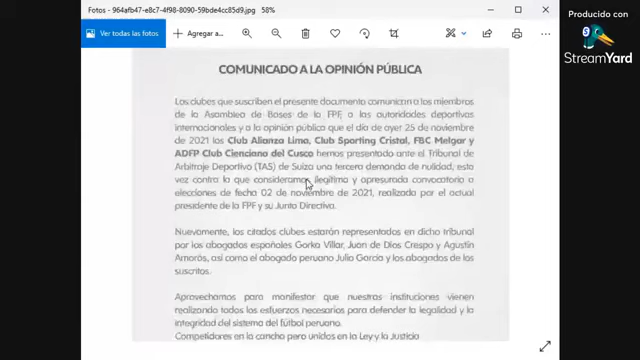 Fotos - 964afb47-e8c7-4f98-8090-59bde4cc85d9.jpg 58%
Producido con
StreamYard
Ver todas las fotos
Agregar a...
COMUNICADO A LA OPINIÓN PÚBLICA
Los clubes que suscriben el presente documento comunican a los miembros
de la Asamblea de Bases de la FPF, a las autoridades deportivas
internacionales y a la opinión pública que el día de ayer 25 de noviembre
de 2021 los Club Alianza Lima, Club Sporting Cristal, FBC Melgar y
ADFP Club Cienciano del Cusco hemos presentado ante el Tribunal de
Arbitraje Deportivo (TAS) de Suiza una tercera demanda de nulidad, esta
vez contra la que consideramos ilegítima y apresurada convocatoria a
elecciones de fecha 02 de noviembre de 2021, realizada por el actual
presidente de la FPF y su Junta Directiva.
Nuevamente, los citados clubes estarán representados en dicho tribunal
por los abogados españoles Gorka Villar, Juan de Dios Crespo y Agustín
Amorós, así como el abogado peruano Julio García y los abogados de los
suscritos.
Aprovechamos para manifestar que nuestras instituciones vienen
realizando todos los esfuerzos necesarios para defender la legalidad y la
integridad del sistema del fútbol peruano.
Competidores en la cancha pero unidos en la Ley y la Justicia